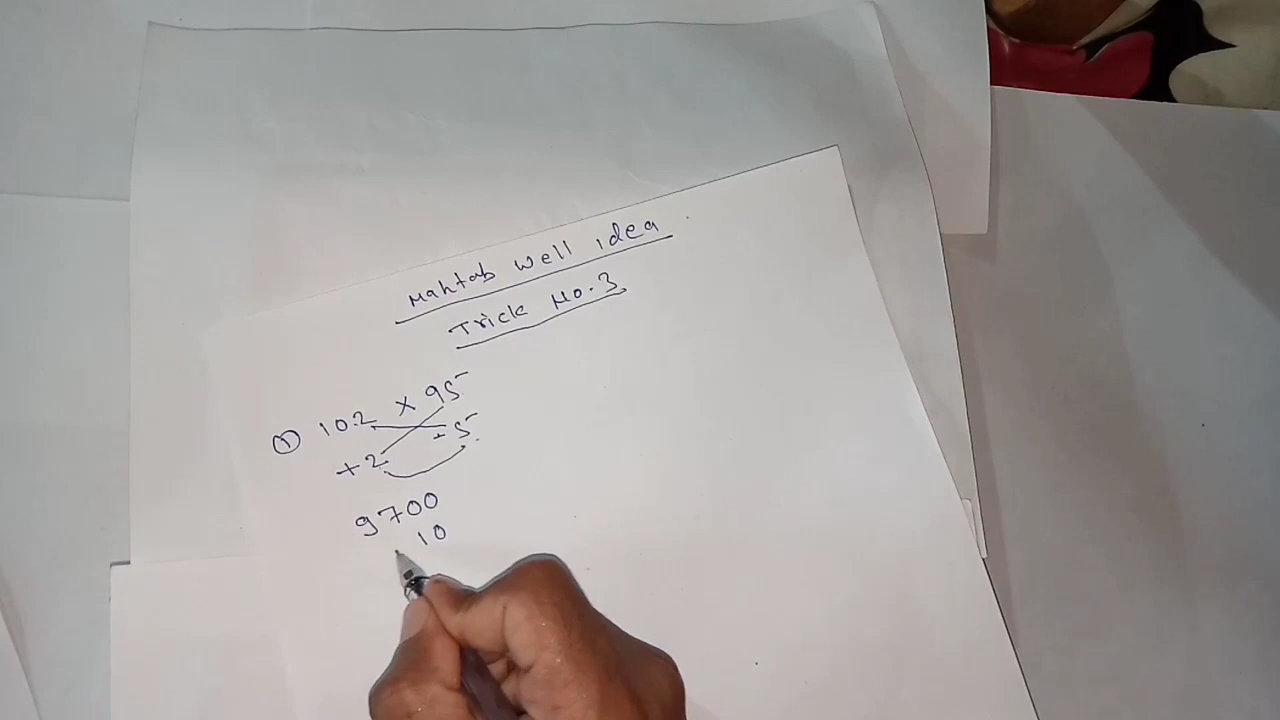 Mahtab Well idea
Trick No.3
① 102 × 95
+2 -5
9700
10